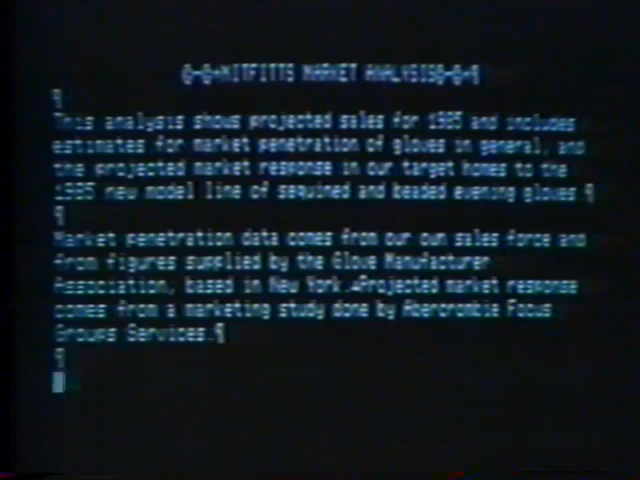 MITFITTS MARKET ANALYSIS
¶
This analysis shows projected sales for 1985 and includes
estimates for market penetration of gloves in general, and
the projected market response in our target homes to the
1985 new model line of sequined and beaded evening gloves.¶
¶
Market penetration data comes from our own sales force and
from figures supplied by the Glove Manufacturer
Association, based in New York. Projected market response
comes from a marketing study done by Abercrombie Focus
Groups Services.¶
¶